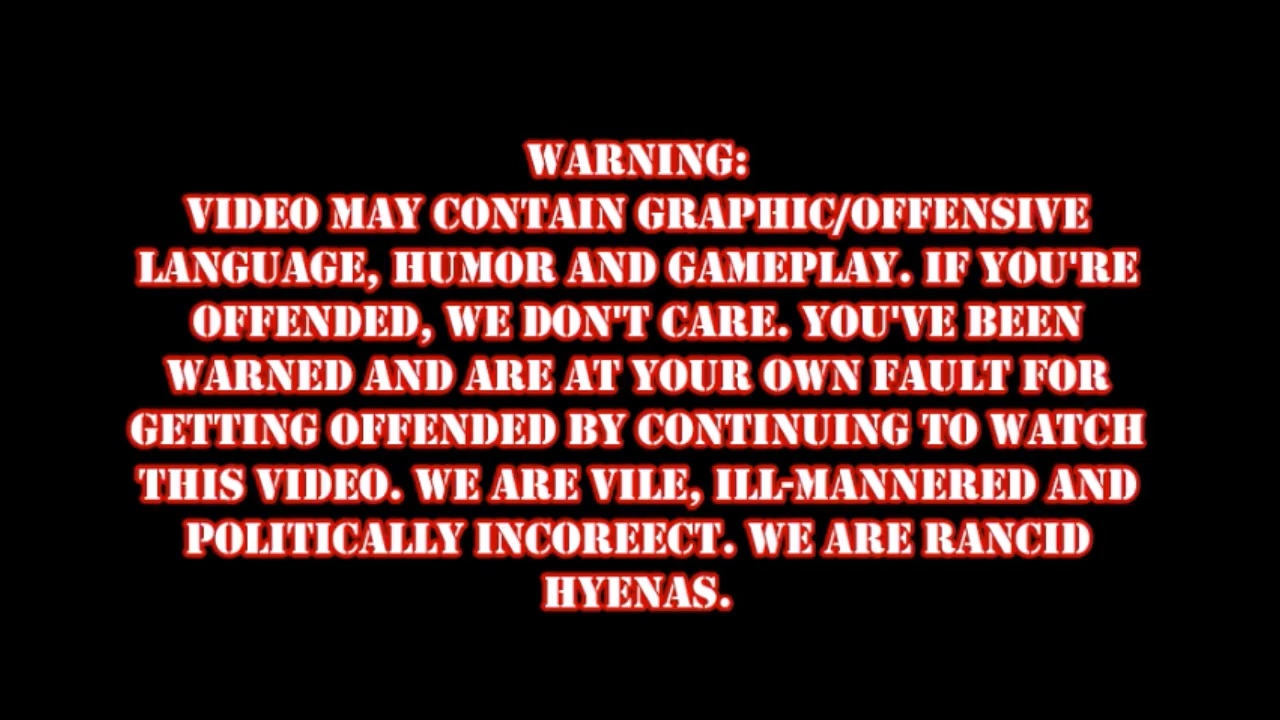 WARNING:
VIDEO MAY CONTAIN GRAPHIC/OFFENSIVE
LANGUAGE, HUMOR AND GAMEPLAY. IF YOU'RE
OFFENDED, WE DON'T CARE. YOU'VE BEEN
WARNED AND ARE AT YOUR OWN FAULT FOR
GETTING OFFENDED BY CONTINUING TO WATCH
THIS VIDEO. WE ARE VILE, ILL-MANNERED AND
POLITICALLY INCOREECT. WE ARE RANCID
HYENAS.